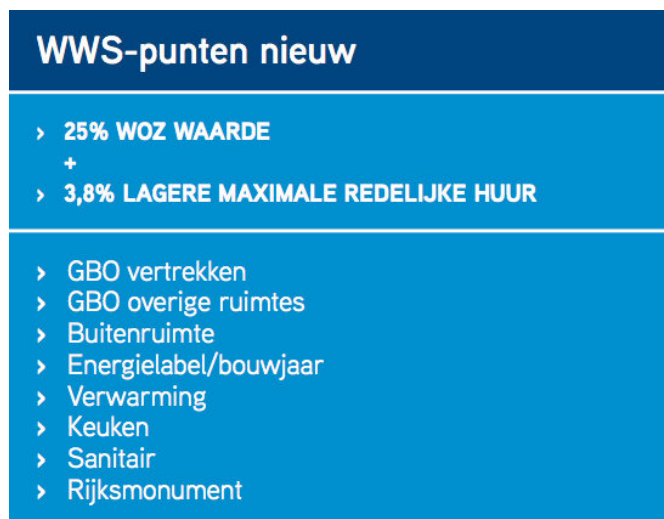 WWS-punten nieuw
› 25% WOZ WAARDE
+
› 3,8% LAGERE MAXIMALE REDELIJKE HUUR
› GBO vertrekken
› GBO overige ruimtes
› Buitenruimte
› Energielabel/bouwjaar
› Verwarming
› Keuken
› Sanitair
› Rijksmonument